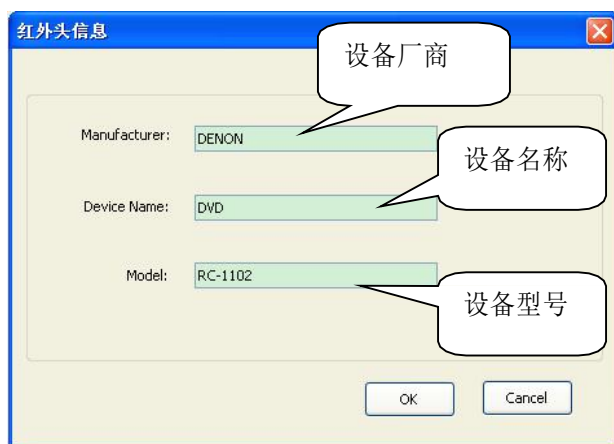 红外头信息
设备厂商
Manufacturer:
DENON
设备名称
Device Name:
DVD
Model:
RC-1102
设备型号
OK
Cancel